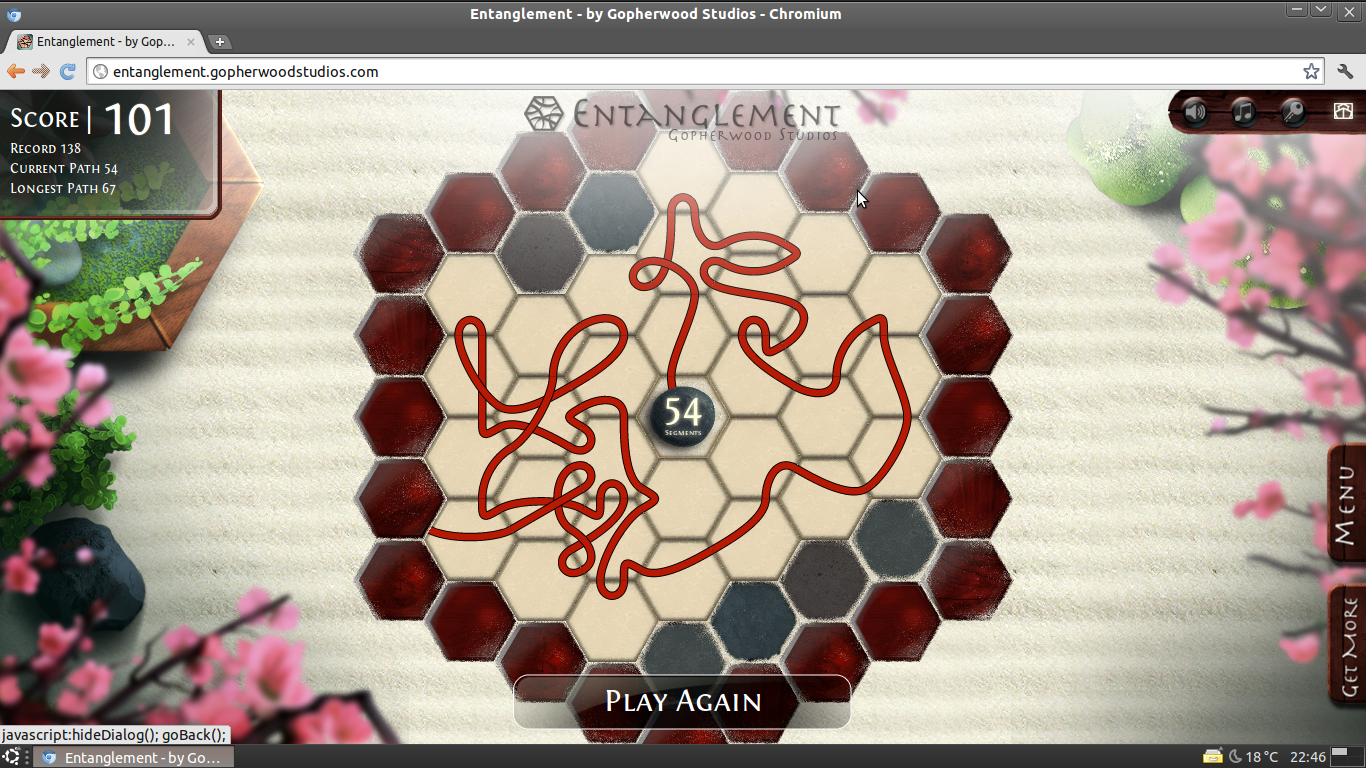 Entanglement - by Gopherwood Studios - Chromium
Entanglement - by Gop...
entanglement.gopherwoodstudios.com
Score | 101
Record 138
Current Path 54
Longest Path 67
Entanglement
Gopherwood Studios
54
Segments
Menu
Get More
Play Again
javascript:hideDialog(); goBack();
Entanglement - by Go...
18 °C 22:46